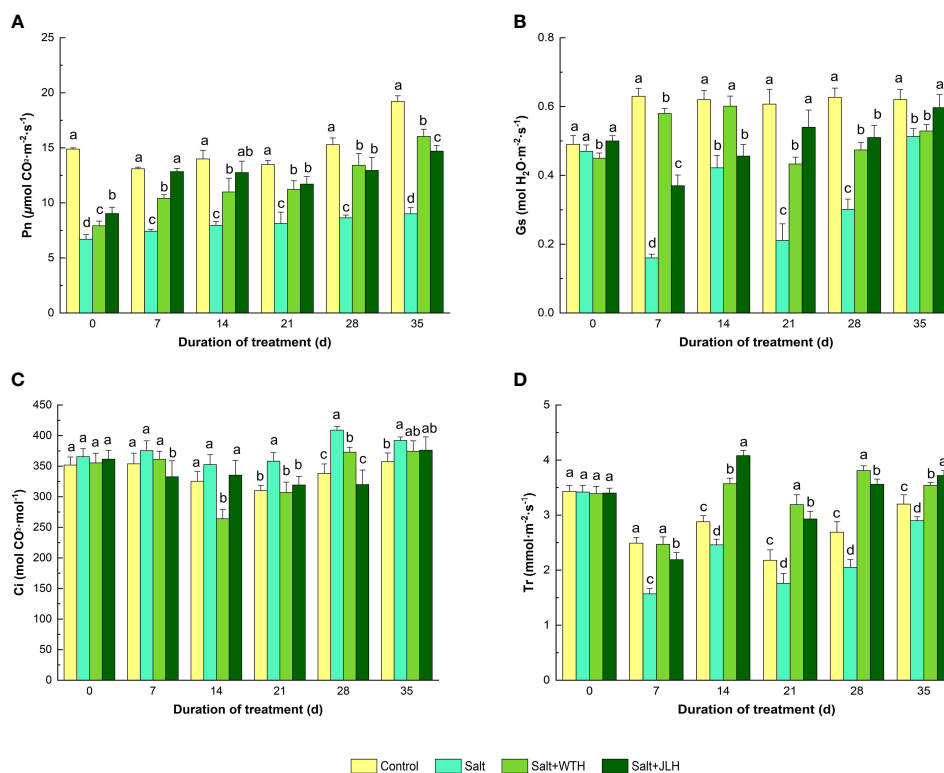 A
Pn (μmol CO²·m⁻²·s⁻¹)
25
20
15
10
5
0
a d c b
a c b a
a c b ab
a c b b
a c b b
a c b c
0 7 14 21 28 35
Duration of treatment (d)
B
Gs (mol H₂O·m⁻²·s⁻¹)
0.8
0.6
0.4
0.2
0.0
a a b a
a d b c
a b a b
a c b a
a c b b
a b b a
0 7 14 21 28 35
Duration of treatment (d)
C
Ci (mol CO²·mol⁻¹)
450
400
350
300
250
200
150
100
50
0
a a a a
a a a b
a a b a
b a b b
c a b c
b a ab ab
0 7 14 21 28 35
Duration of treatment (d)
D
Tr (mmol·m⁻²·s⁻¹)
5
4
3
2
1
0
a a a a
a c a b
c d b a
c d a b
c d a b
c d b a
0 7 14 21 28 35
Duration of treatment (d)
Control Salt Salt+WTH Salt+JLH